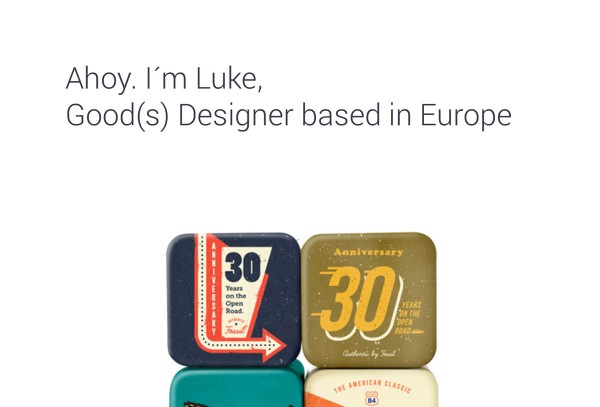 Ahoy. I´m Luke,
Good(s) Designer based in Europe
ANNIVERSARY
30
Years
on the
Open
Road.
Fossil
Anniversary
30
YEARS
ON THE
OPEN
ROAD
Authentic by Fossil
THE AMERICAN CLASSIC
84